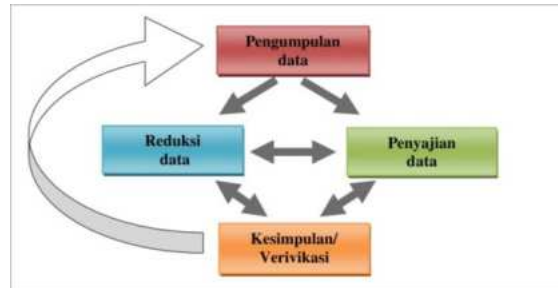 Pengumpulan
data
Reduksi
data
Penyajian
data
Kesimpulan/
Verivikasi